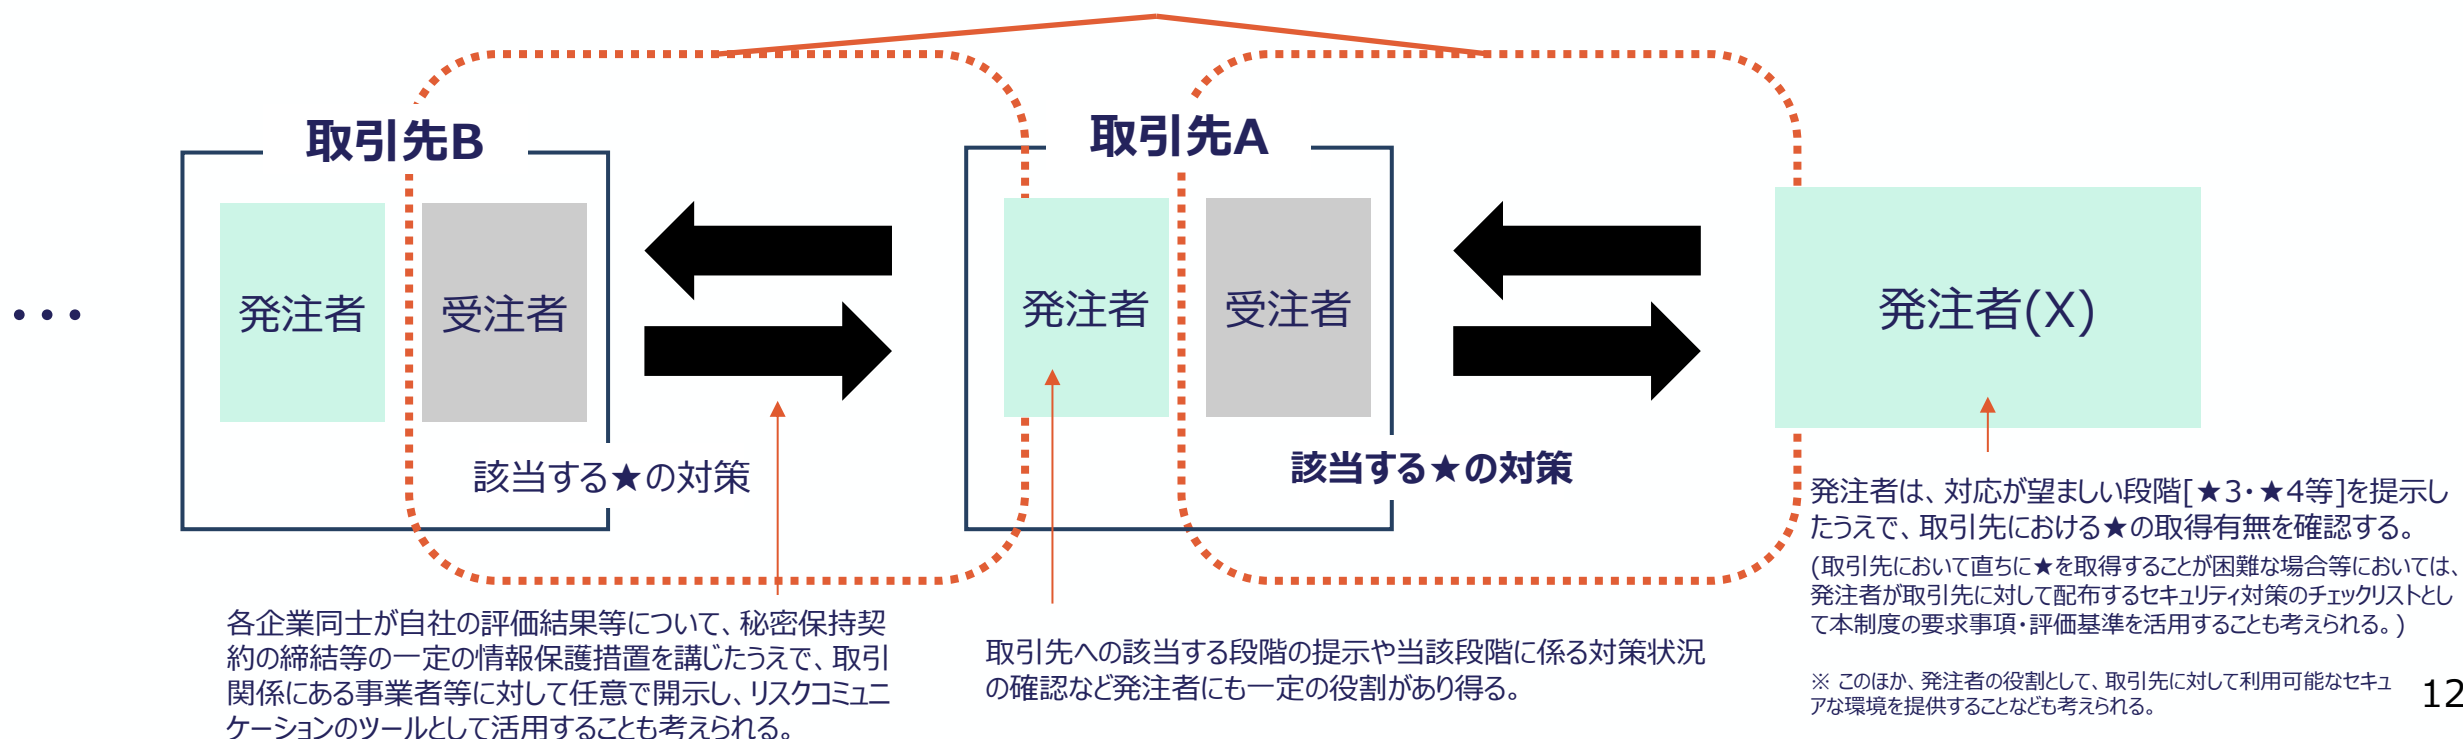 取引先B
取引先A
･･･
発注者
受注者
発注者
受注者
発注者(X)
該当する★の対策
該当する★の対策
発注者は、対応が望ましい段階[★3・★4等]を提示し
たうえで、取引先における★の取得有無を確認する。
(取引先において直ちに★を取得することが困難な場合等においては、
発注者が取引先に対して配布するセキュリティ対策のチェックリストとし
て本制度の要求事項・評価基準を活用することも考えられる。)
各企業同士が自社の評価結果等について、秘密保持契
約の締結等の一定の情報保護措置を講じたうえで、取引
関係にある事業者等に対して任意で開示し、リスクコミュニ
ケーションのツールとして活用することも考えられる。
取引先への該当する段階の提示や当該段階に係る対策状況
の確認など発注者にも一定の役割があり得る。
※ このほか、発注者の役割として、取引先に対して利用可能なセキュ
アな環境を提供することなども考えられる。
12